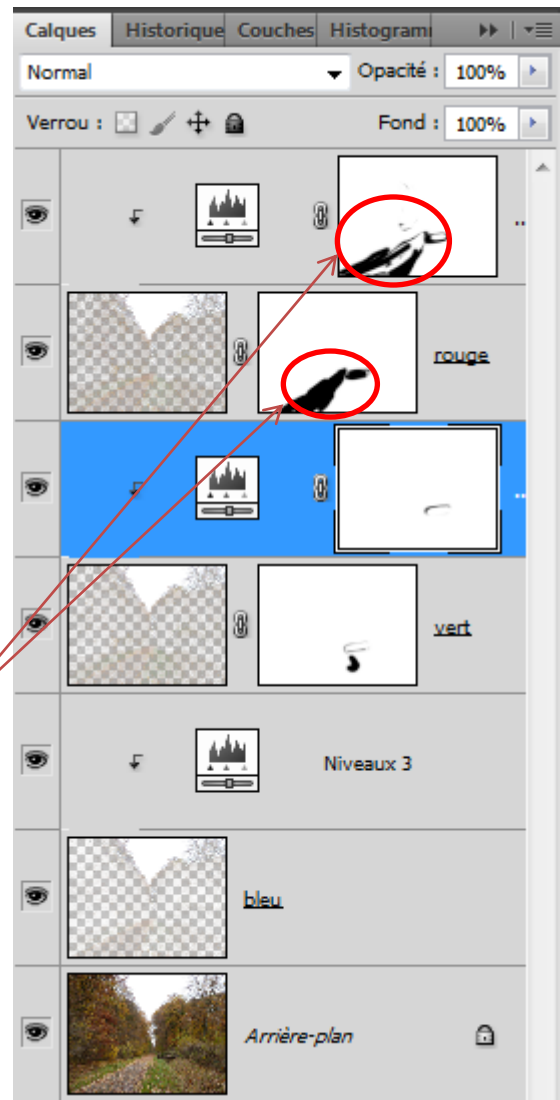 Calques Historique Couches Histogram
Normal Opacité : 100%
Verrou : Fond : 100%
..
rouge
..
vert
Niveaux 3
bleu
Arrière-plan